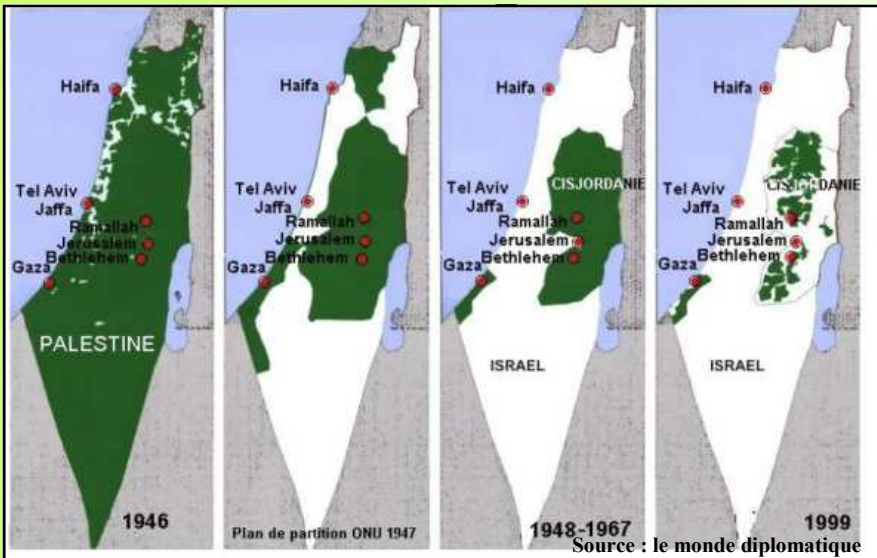 Haifa
Tel Aviv
Jaffa
Ramallah
Jerusalem
Bethlehem
Gaza
PALESTINE
1946
Haifa
Tel Aviv
Jaffa
Ramallah
Jerusalem
Bethlehem
Gaza
Plan de partition ONU 1947
Haifa
CISJORDANIE
Tel Aviv
Jaffa
Ramallah
Jerusalem
Bethlehem
Gaza
ISRAEL
1948-1967
Haifa
CISJORDANIE
Tel Aviv
Jaffa
Ramallah
Jerusalem
Bethlehem
Gaza
ISRAEL
1999
Source : le monde diplomatique